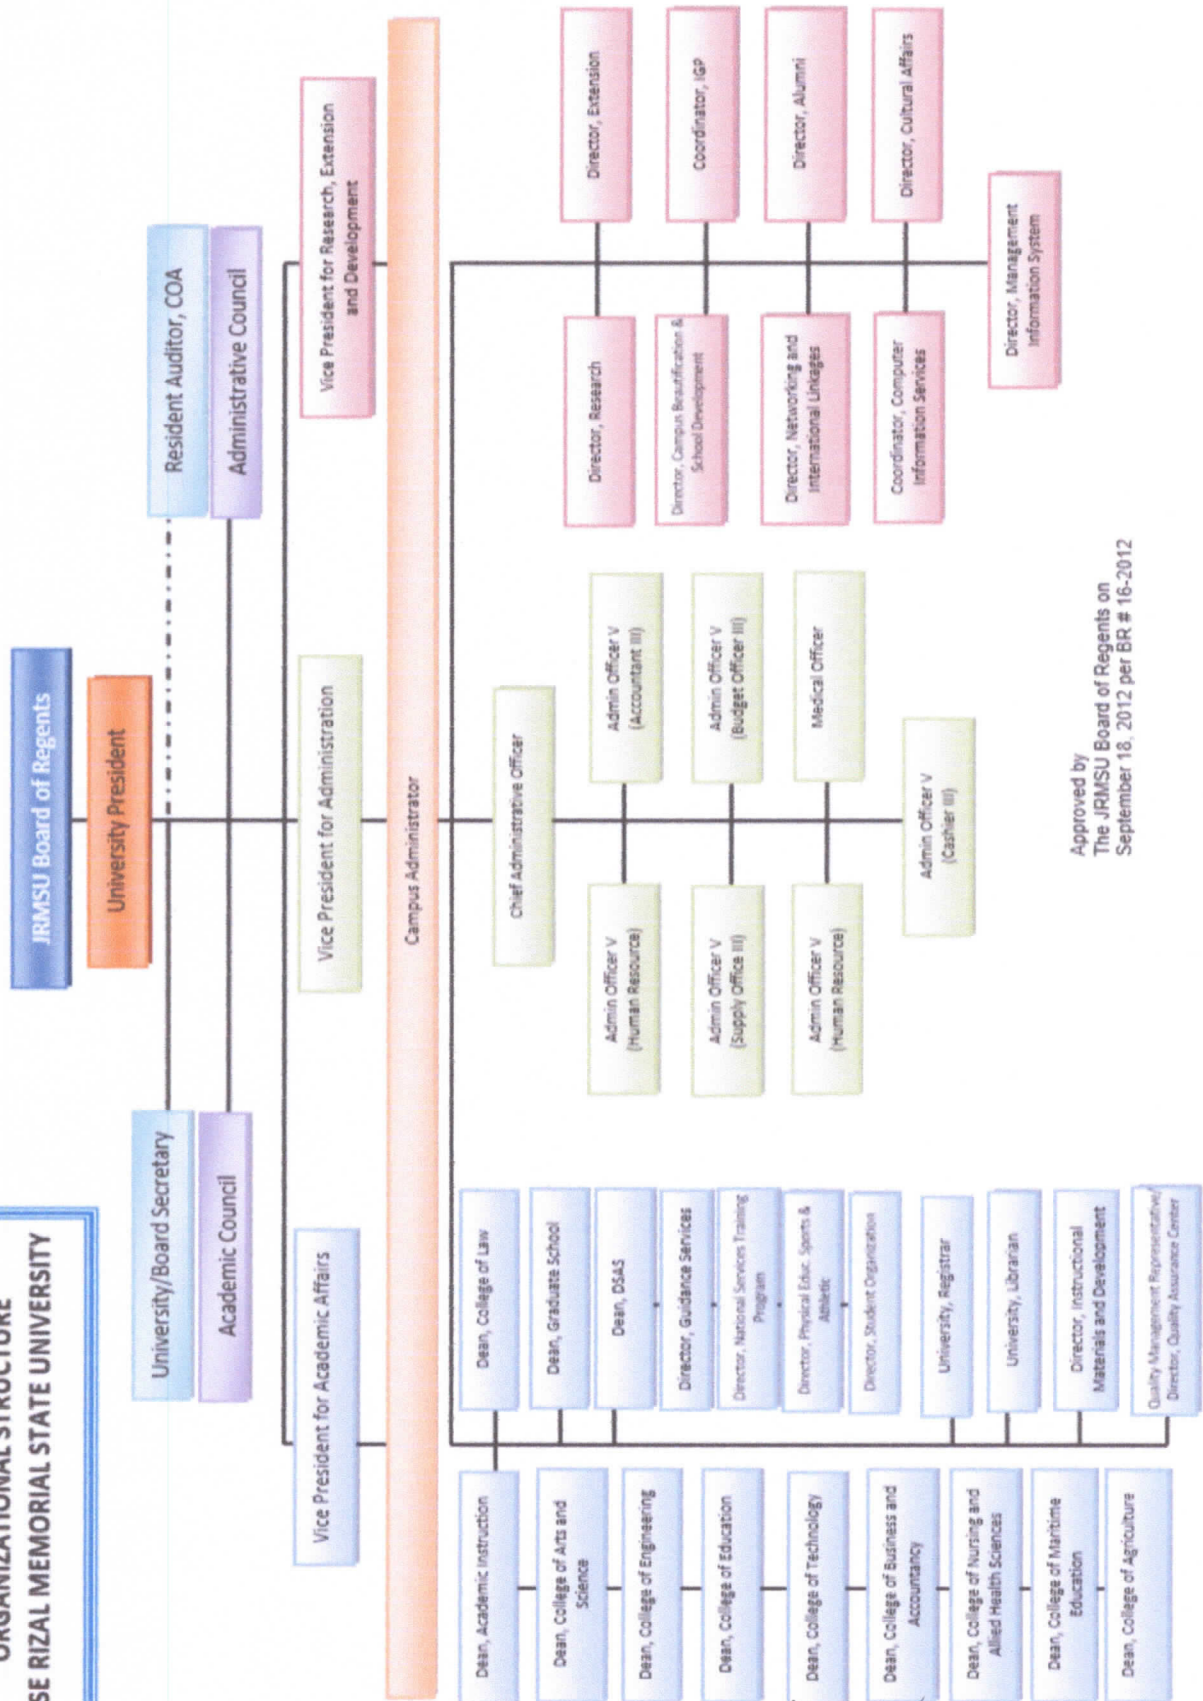 ORGANIZATIONAL STRUCTURE
SE RIZAL MEMORIAL STATE UNIVERSITY
JRMSU Board of Regents
University President
University/Board Secretary
Resident Auditor, COA
Academic Council
Administrative Council
Vice President for Academic Affairs
Vice President for Administration
Vice President for Research, Extension
and Development
Campus Administrator
Dean, Academic Instruction
Dean, College of Arts and
Science
Dean, College of Engineering
Dean, College of Education
Dean, College of Technology
Dean, College of Business and
Accountancy
Dean, College of Nursing and
Allied Health Sciences
Dean, College of Maritime
Education
Dean, College of Agriculture
Dean, College of Law
Dean, Graduate School
Dean, DSAS
Director, Guidance Services
Director, National Services Training
Program
Director, Physical Educ. Sports &
Athletic
Director, Student Organization
University, Registrar
University, Librarian
Director, Instructional
Materials and Development
Quality Management Representative/
Director, Quality Assurance Center
Chief Administrative Officer
Admin Officer V
(Human Resource)
Admin Officer V
(Accountant III)
Admin Officer V
(Supply Office III)
Admin Officer V
(Budget Officer III)
Admin Officer V
(Human Resource)
Medical Officer
Admin Officer V
(Cashier III)
Director, Research
Director, Extension
Director, Campus Beautification &
School Development
Coordinator, IGP
Director, Networking and
International Linkages
Director, Alumni
Coordinator, Computer
Information Services
Director, Cultural Affairs
Director, Management
Information System
Approved by
The JRMSU Board of Regents on
September 18, 2012 per BR # 16-2012